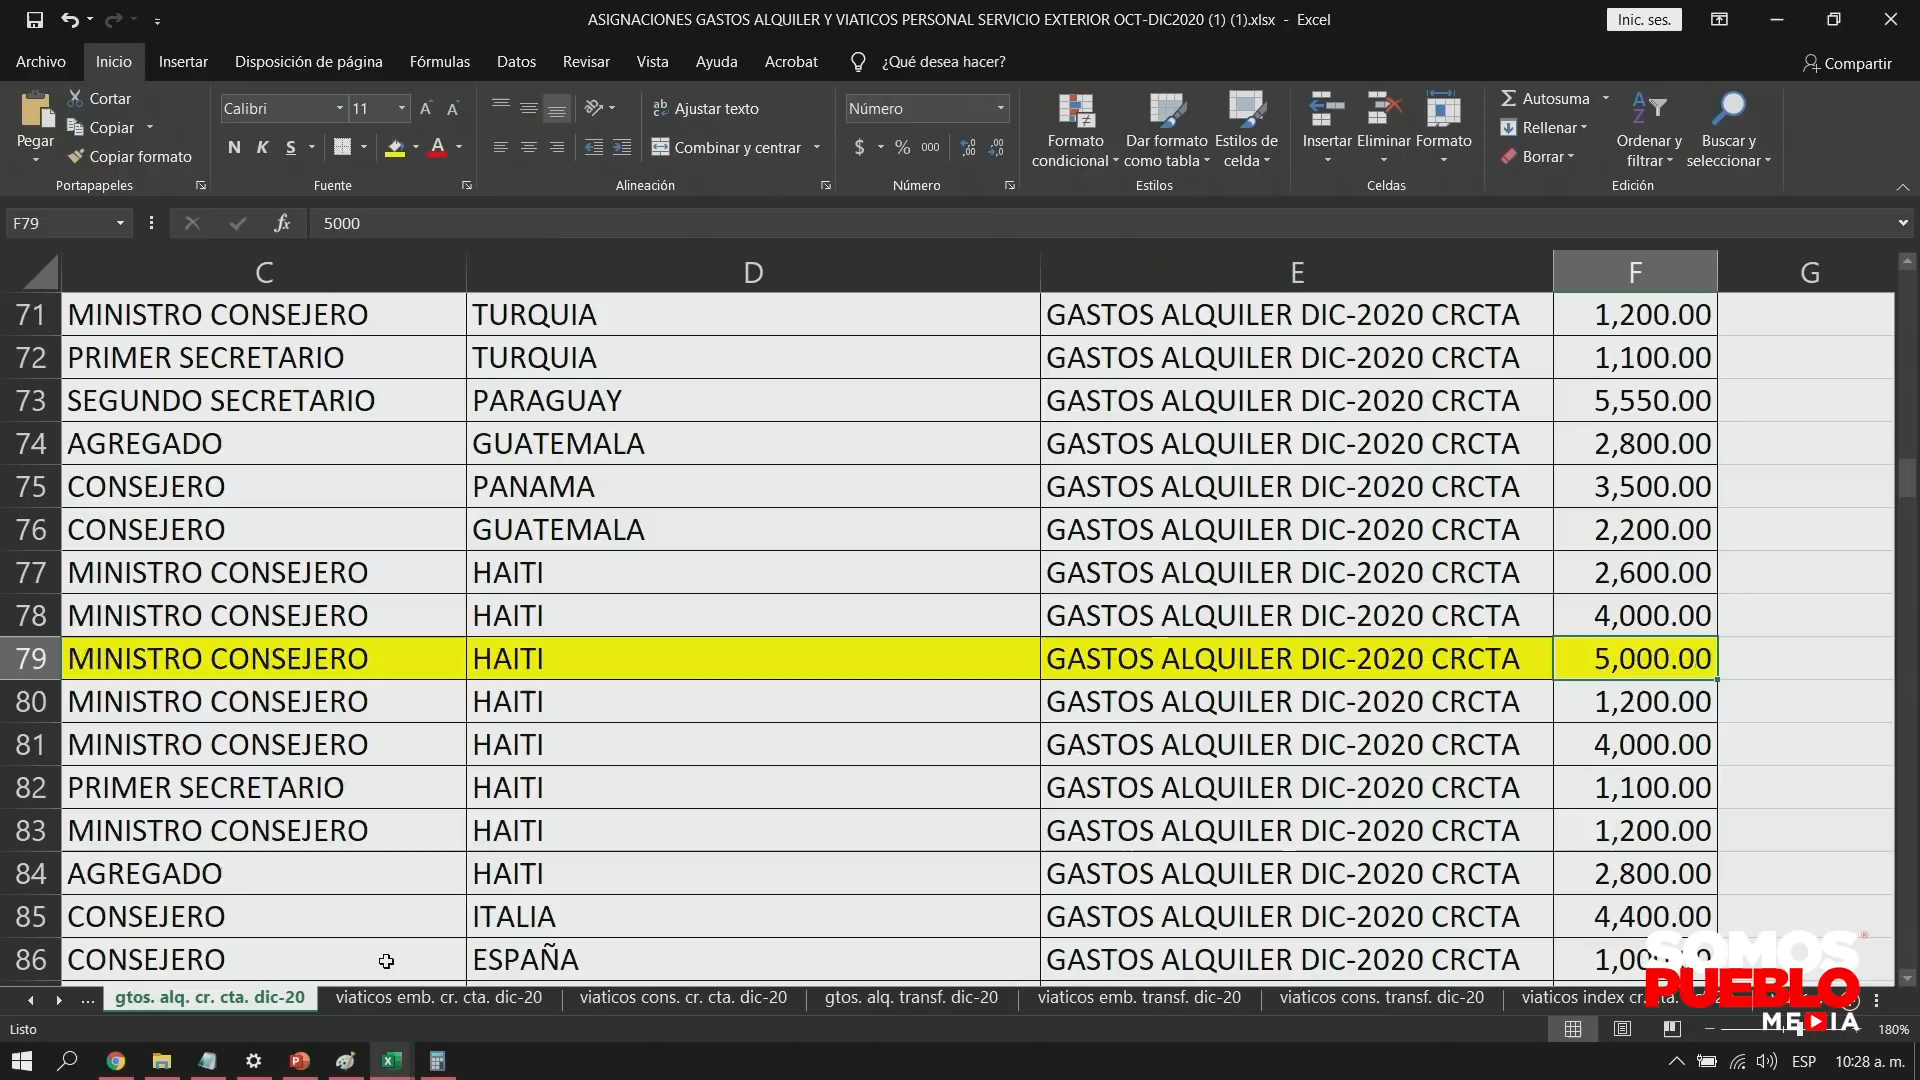 ASIGNACIONES GASTOS ALQUILER Y VIATICOS PERSONAL SERVICIO EXTERIOR OCT-DIC2020 (1) (1).xlsx - Excel
Inic. ses.
Archivo Inicio Insertar Disposición de página Fórmulas Datos Revisar Vista Ayuda Acrobat ¿Qué desea hacer? Compartir
Pegar Cortar Copiar Copiar formato
Calibri 11 N K S A
Ajustar texto
Combinar y centrar
Número
$ % 000
Formato condicional
Dar formato como tabla
Estilos de celda
Insertar Eliminar Formato
Autosuma
Rellenar
Borrar
Ordenar y filtrar
Buscar y seleccionar
Portapapeles Fuente Alineación Número Estilos Celdas Edición
F79 fx 5000
C D E F G
71 MINISTRO CONSEJERO TURQUIA GASTOS ALQUILER DIC-2020 CRCTA 1,200.00
72 PRIMER SECRETARIO TURQUIA GASTOS ALQUILER DIC-2020 CRCTA 1,100.00
73 SEGUNDO SECRETARIO PARAGUAY GASTOS ALQUILER DIC-2020 CRCTA 5,550.00
74 AGREGADO GUATEMALA GASTOS ALQUILER DIC-2020 CRCTA 2,800.00
75 CONSEJERO PANAMA GASTOS ALQUILER DIC-2020 CRCTA 3,500.00
76 CONSEJERO GUATEMALA GASTOS ALQUILER DIC-2020 CRCTA 2,200.00
77 MINISTRO CONSEJERO HAITI GASTOS ALQUILER DIC-2020 CRCTA 2,600.00
78 MINISTRO CONSEJERO HAITI GASTOS ALQUILER DIC-2020 CRCTA 4,000.00
79 MINISTRO CONSEJERO HAITI GASTOS ALQUILER DIC-2020 CRCTA 5,000.00
80 MINISTRO CONSEJERO HAITI GASTOS ALQUILER DIC-2020 CRCTA 1,200.00
81 MINISTRO CONSEJERO HAITI GASTOS ALQUILER DIC-2020 CRCTA 4,000.00
82 PRIMER SECRETARIO HAITI GASTOS ALQUILER DIC-2020 CRCTA 1,100.00
83 MINISTRO CONSEJERO HAITI GASTOS ALQUILER DIC-2020 CRCTA 1,200.00
84 AGREGADO HAITI GASTOS ALQUILER DIC-2020 CRCTA 2,800.00
85 CONSEJERO ITALIA GASTOS ALQUILER DIC-2020 CRCTA 4,400.00
86 CONSEJERO ESPAÑA GASTOS ALQUILER DIC-2020 CRCTA
SOMOS
PUEBLO
MEDIA
... gtos. alq. cr. cta. dic-20 viaticos emb. cr. cta. dic-20 viaticos cons. cr. cta. dic-20 gtos. alq. transf. dic-20 viaticos emb. transf. dic-20 viaticos cons. transf. dic-20 viaticos index
Listo 180%
ESP 10:28 a. m.